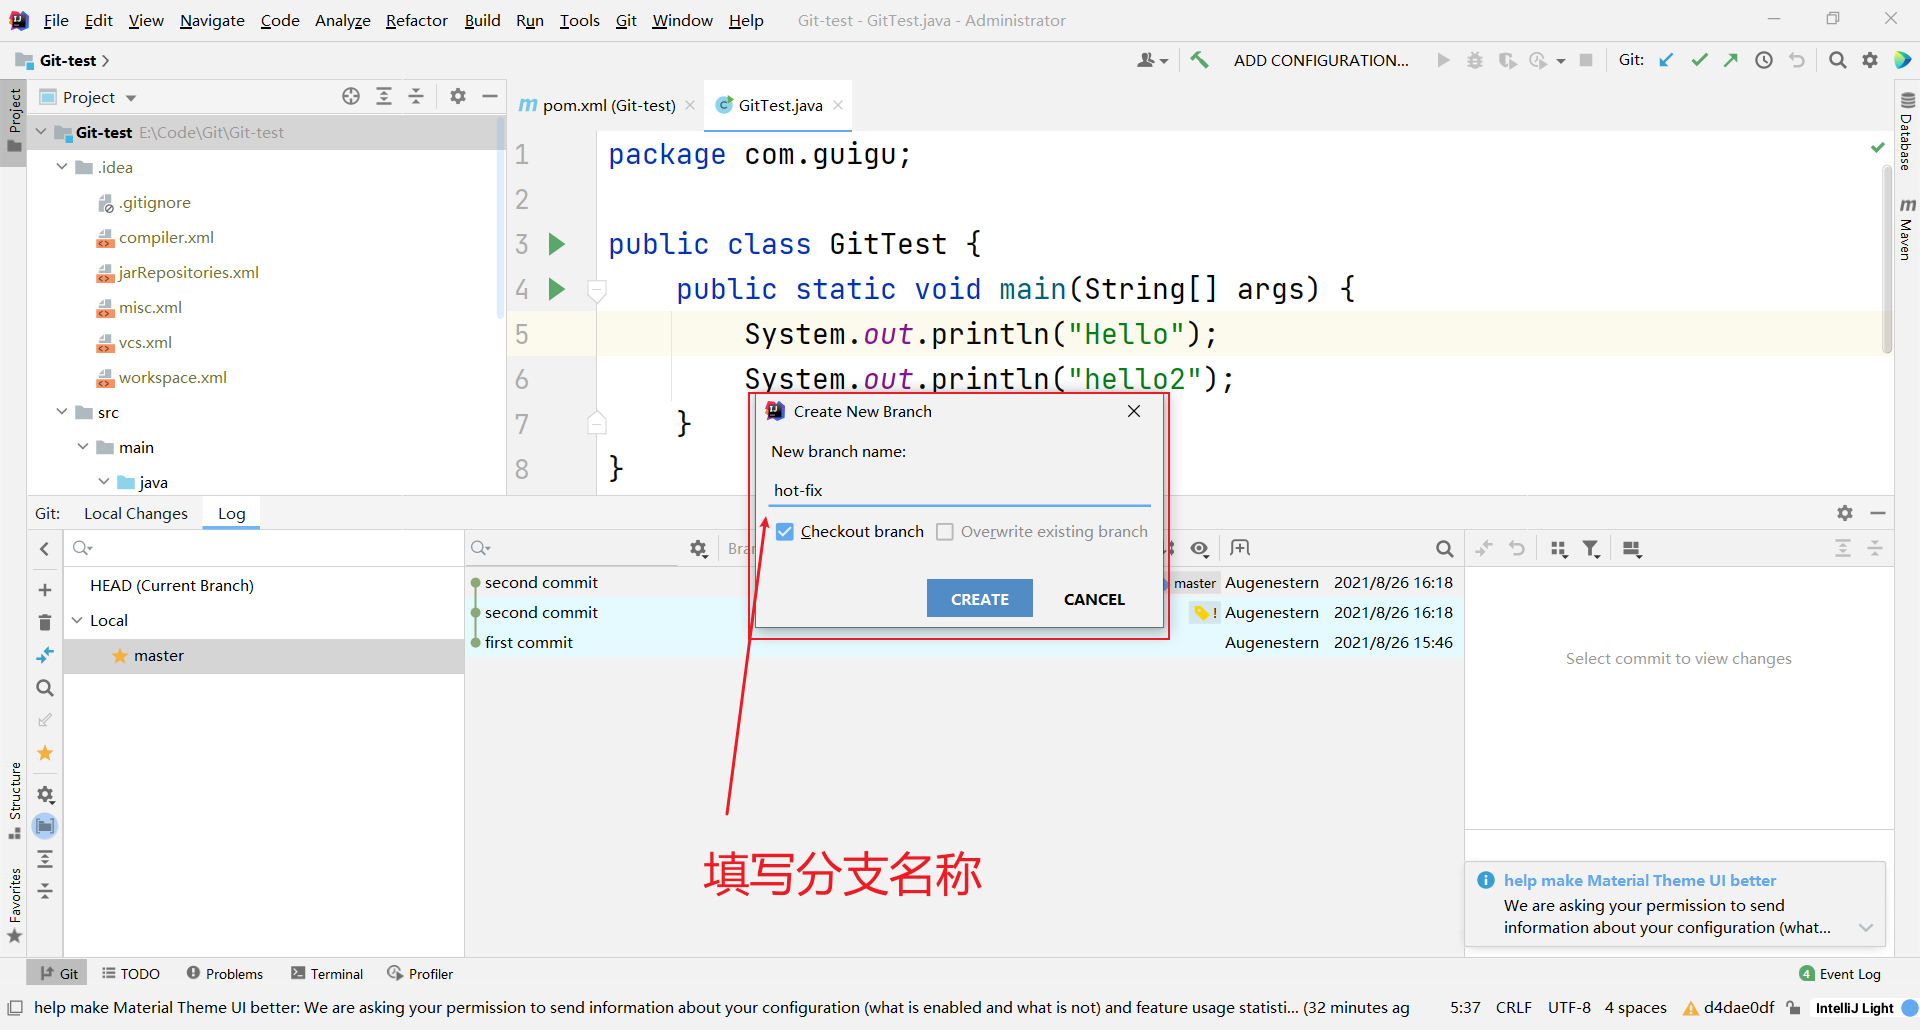 File Edit View Navigate Code Analyze Refactor Build Run Tools Git Window Help Git-test - GitTest.java - Administrator
Git-test
ADD CONFIGURATION...
Git:
Project
Project
pom.xml (Git-test)
GitTest.java
Git-test E:\Code\Git\Git-test
.idea
.gitignore
compiler.xml
jarRepositories.xml
misc.xml
vcs.xml
workspace.xml
src
main
java
1 package com.guigu;
2
3 public class GitTest {
4 public static void main(String[] args) {
5 System.out.println("Hello");
6 System.out.println("hello2");
7 }
8 }
Database
Maven
Create New Branch
New branch name:
hot-fix
Checkout branch
Overwrite existing branch
CREATE
CANCEL
Git: Local Changes Log
HEAD (Current Branch)
Local
master
Bran
second commit master Augenestern 2021/8/26 16:18
second commit ! Augenestern 2021/8/26 16:18
first commit Augenestern 2021/8/26 15:46
Select commit to view changes
填写分支名称
Structure
Favorites
help make Material Theme UI better
We are asking your permission to send
information about your configuration (what...
Git TODO Problems Terminal Profiler
4 Event Log
help make Material Theme UI better: We are asking your permission to send information about your configuration (what is enabled and what is not) and feature usage statisti... (32 minutes ag
5:37 CRLF UTF-8 4 spaces d4dae0df IntelliJ Light